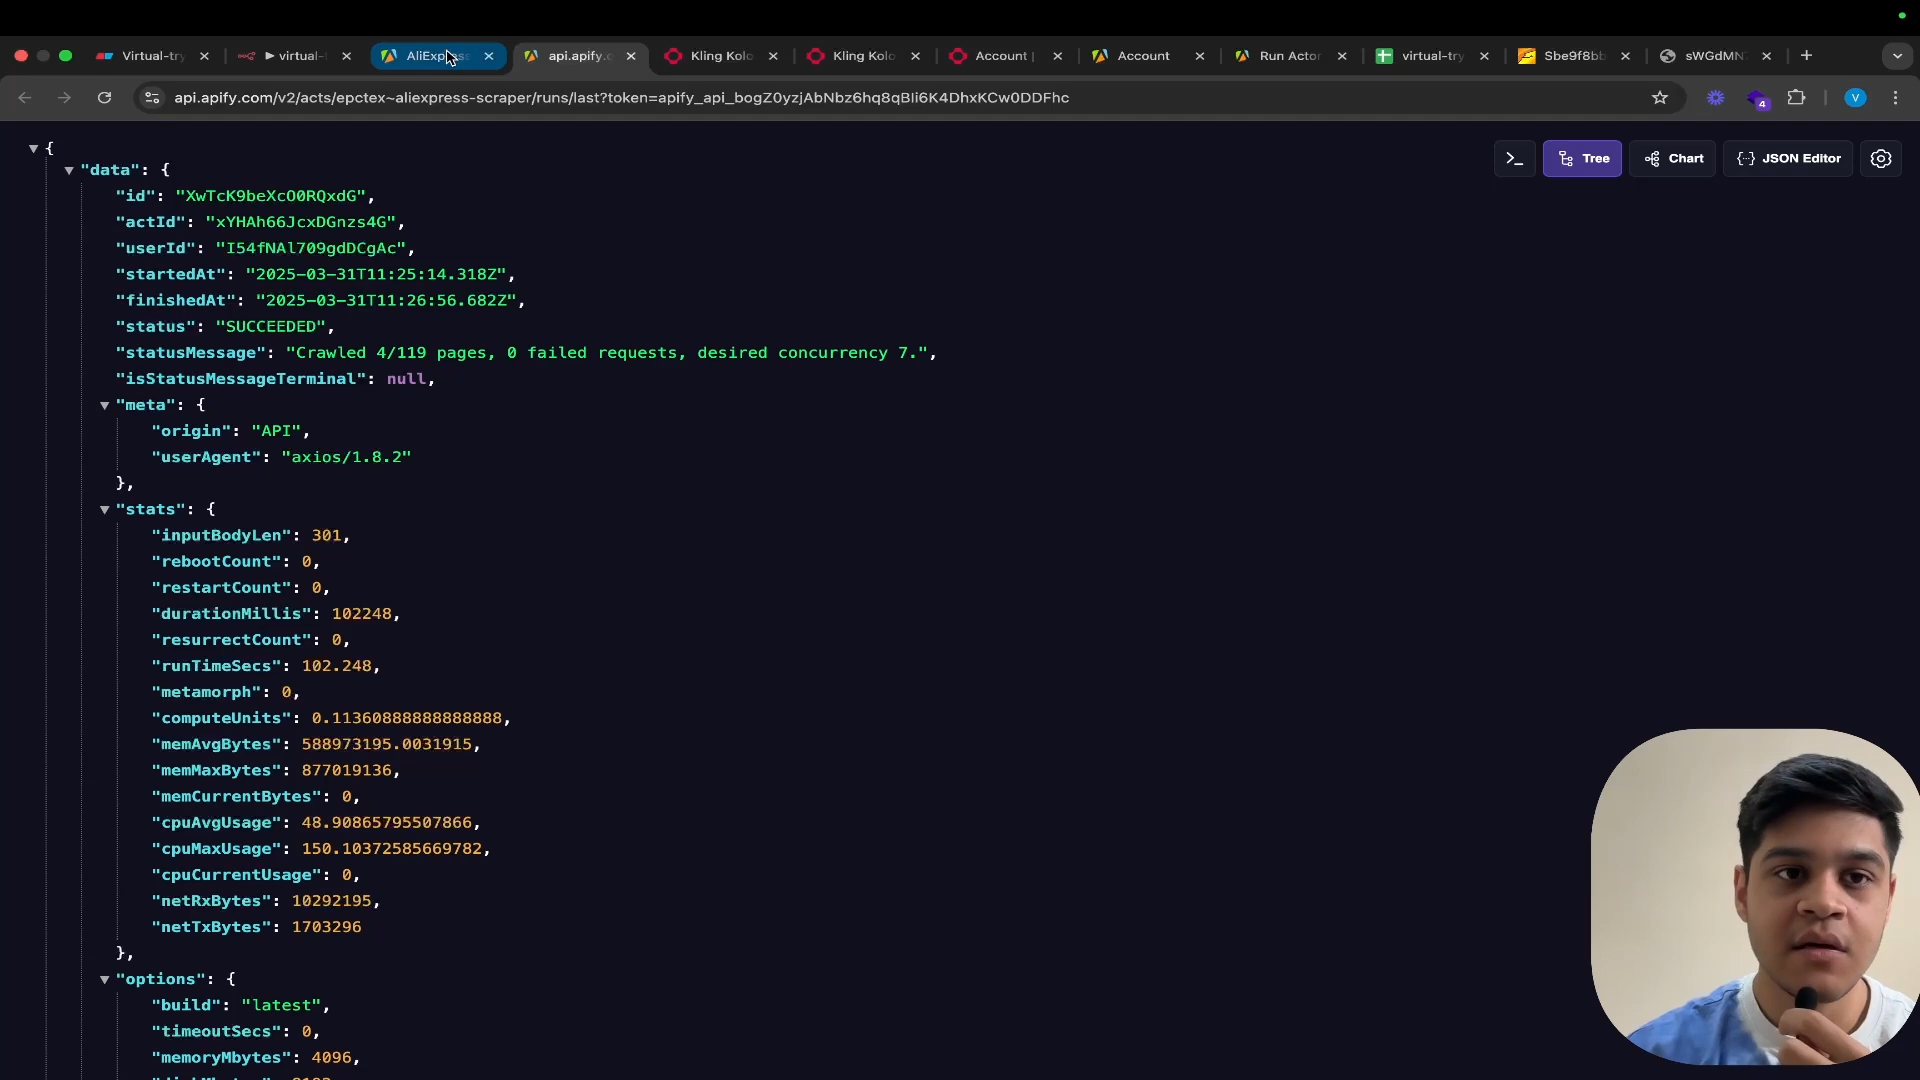 Virtual-try
virtual-t
AliExpress
api.apify.c
Kling Kolo
Kling Kolo
Account |
Account
Run Actor
virtual-try
Sbe9f8bb
sWGdMN
api.apify.com/v2/acts/epctex~aliexpress-scraper/runs/last?token=apify_api_bogZ0yzjAbNbz6hq8qBIi6K4DhxKCw0DDFhc
4
V
{
Tree
Chart
JSON Editor
"data": {
"id": "XwTcK9beXcO0RQxdG",
"actId": "xYHAh66JcxDGnzs4G",
"userId": "I54fNAl709gdDCgAc",
"startedAt": "2025-03-31T11:25:14.318Z",
"finishedAt": "2025-03-31T11:26:56.682Z",
"status": "SUCCEEDED",
"statusMessage": "Crawled 4/119 pages, 0 failed requests, desired concurrency 7.",
"isStatusMessageTerminal": null,
"meta": {
"origin": "API",
"userAgent": "axios/1.8.2"
},
"stats": {
"inputBodyLen": 301,
"rebootCount": 0,
"restartCount": 0,
"durationMillis": 102248,
"resurrectCount": 0,
"runTimeSecs": 102.248,
"metamorph": 0,
"computeUnits": 0.11360888888888888,
"memAvgBytes": 588973195.0031915,
"memMaxBytes": 877019136,
"memCurrentBytes": 0,
"cpuAvgUsage": 48.90865795507866,
"cpuMaxUsage": 150.10372585669782,
"cpuCurrentUsage": 0,
"netRxBytes": 10292195,
"netTxBytes": 1703296
},
"options": {
"build": "latest",
"timeoutSecs": 0,
"memoryMbytes": 4096,